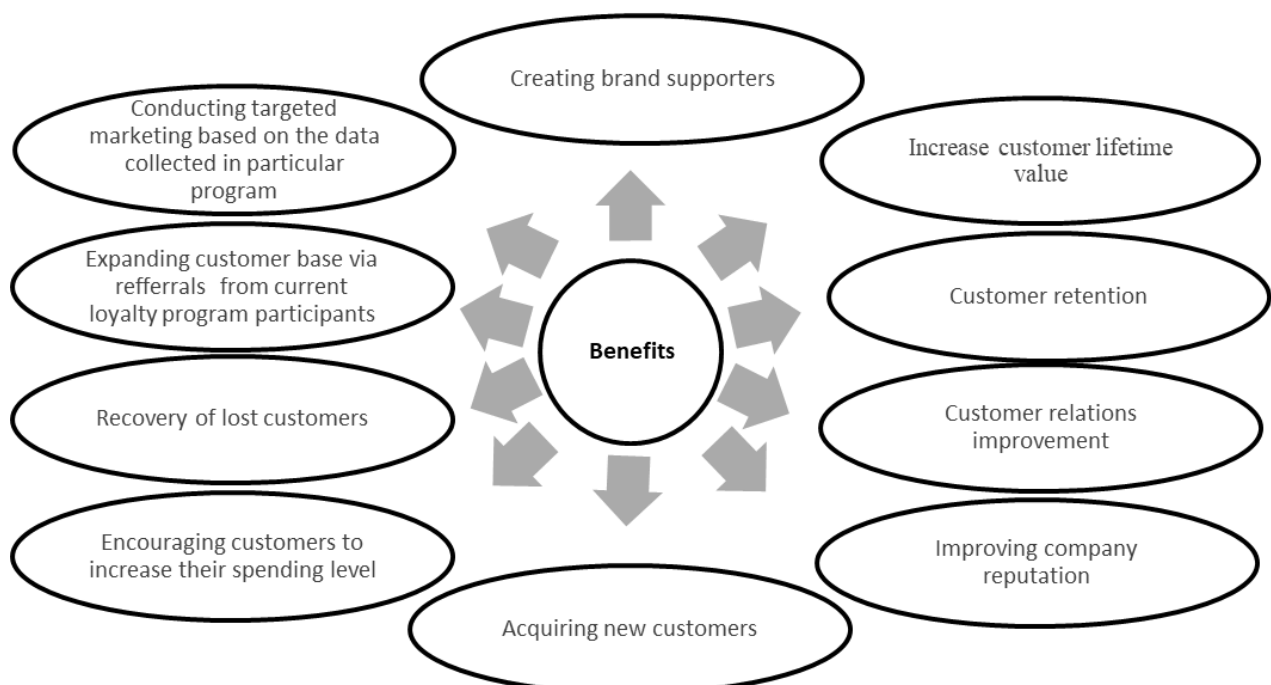 Creating brand supporters
Conducting targeted
marketing based on the data
collected in particular
program
Increase customer lifetime
value
Expanding customer base via
refferrals from current
loyalty program participants
Customer retention
Benefits
Recovery of lost customers
Customer relations
improvement
Encouraging customers to
increase their spending level
Improving company
reputation
Acquiring new customers